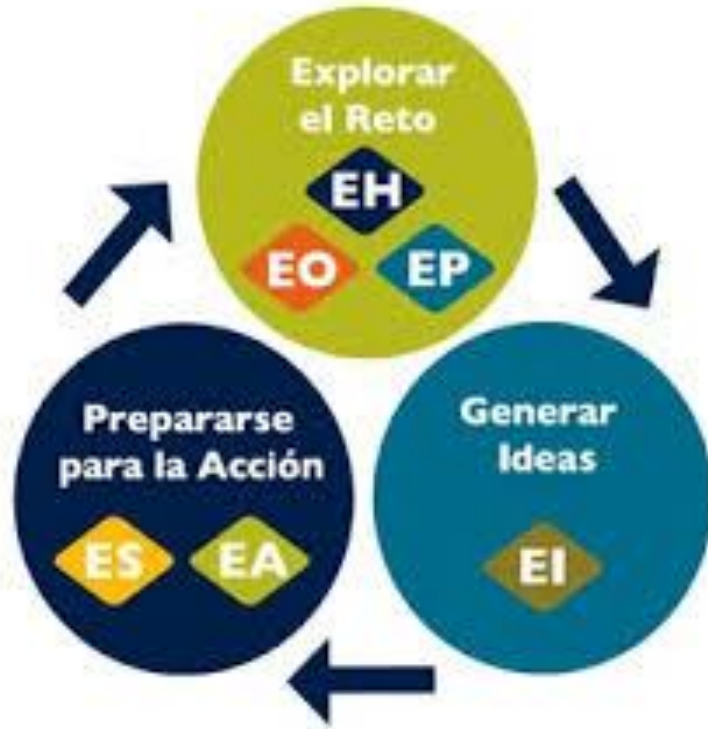 Explorar
el Reto
EH
EO EP
Prepararse
para la Acción
ES EA
Generar
Ideas
EI